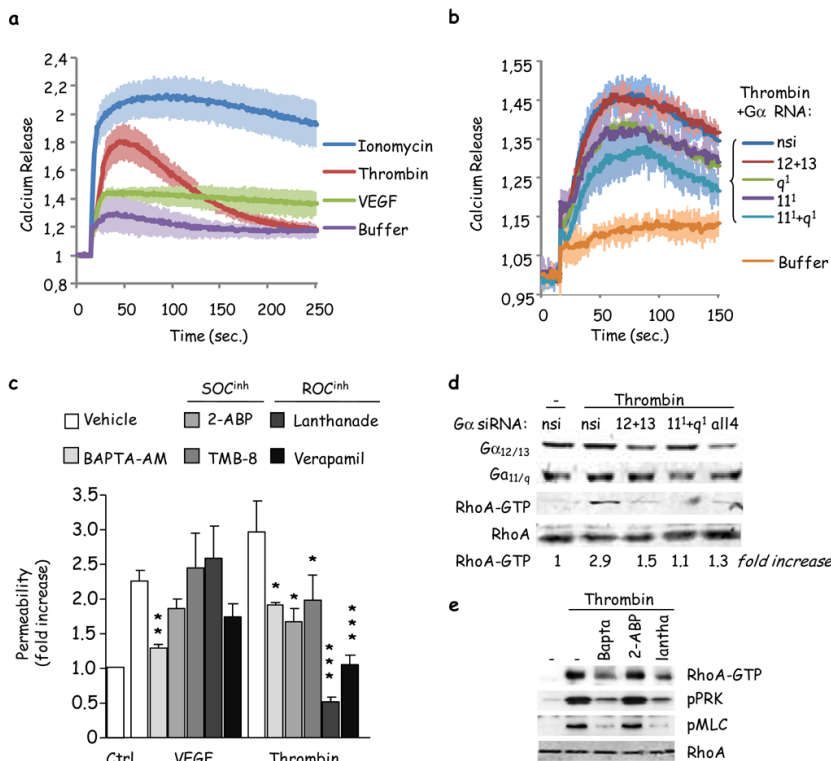 a
2,4
2,2
2
1,8
1,6
1,4
1,2
1
0,8
Calcium Release
0 50 100 150 200 250
Time (sec.)
Ionomycin
Thrombin
VEGF
Buffer
b
1,55
1,45
1,35
1,25
1,15
1,05
0,95
Calcium Release
0 50 100 150
Time (sec.)
Thrombin
+Gα RNA:
nsi
12+13
q¹
11¹
11¹+q¹
Buffer
c
SOCⁱⁿʰ ROCⁱⁿʰ
Vehicle 2-ABP Lanthanade
BAPTA-AM TMB-8 Verapamil
3.5
3.0
2.5
2.0
1.5
1.0
0.5
0
Permeability
(fold increase)
**
*
*
*
***
***
Ctrl VEGF Thrombin
d
- Thrombin
Gα siRNA: nsi nsi 12+13 11¹+q¹ all4
Gα12/13
Ga11/q
RhoA-GTP
RhoA
RhoA-GTP 1 2.9 1.5 1.1 1.3 fold increase
e
Thrombin
- - Bapta 2-ABP lantha
RhoA-GTP
pPRK
pMLC
RhoA